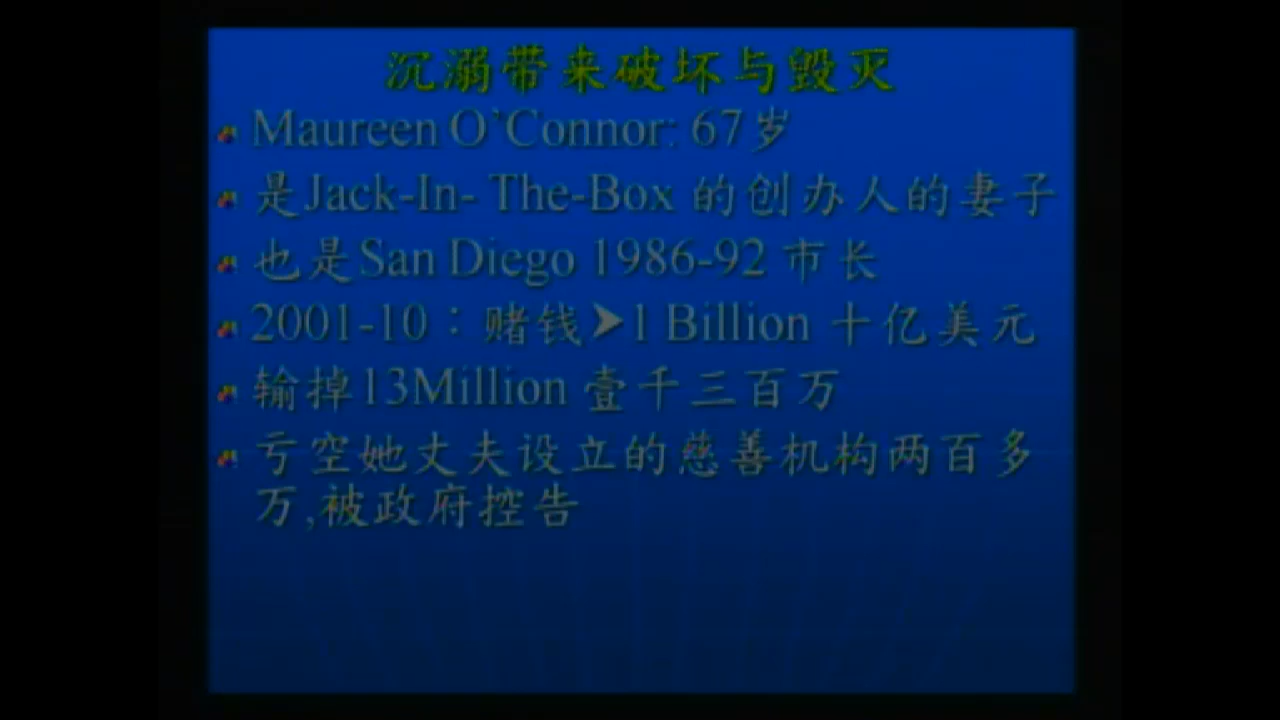 沉溺带来破坏与毁灭
Maureen O'Connor: 67岁
是Jack-In- The-Box 的创办人的妻子
也是San Diego 1986-92 市长
2001-10：赌钱➤1 Billion 十亿美元
输掉13Million 壹千三百万
亏空她丈夫设立的慈善机构两百多
万,被政府控告